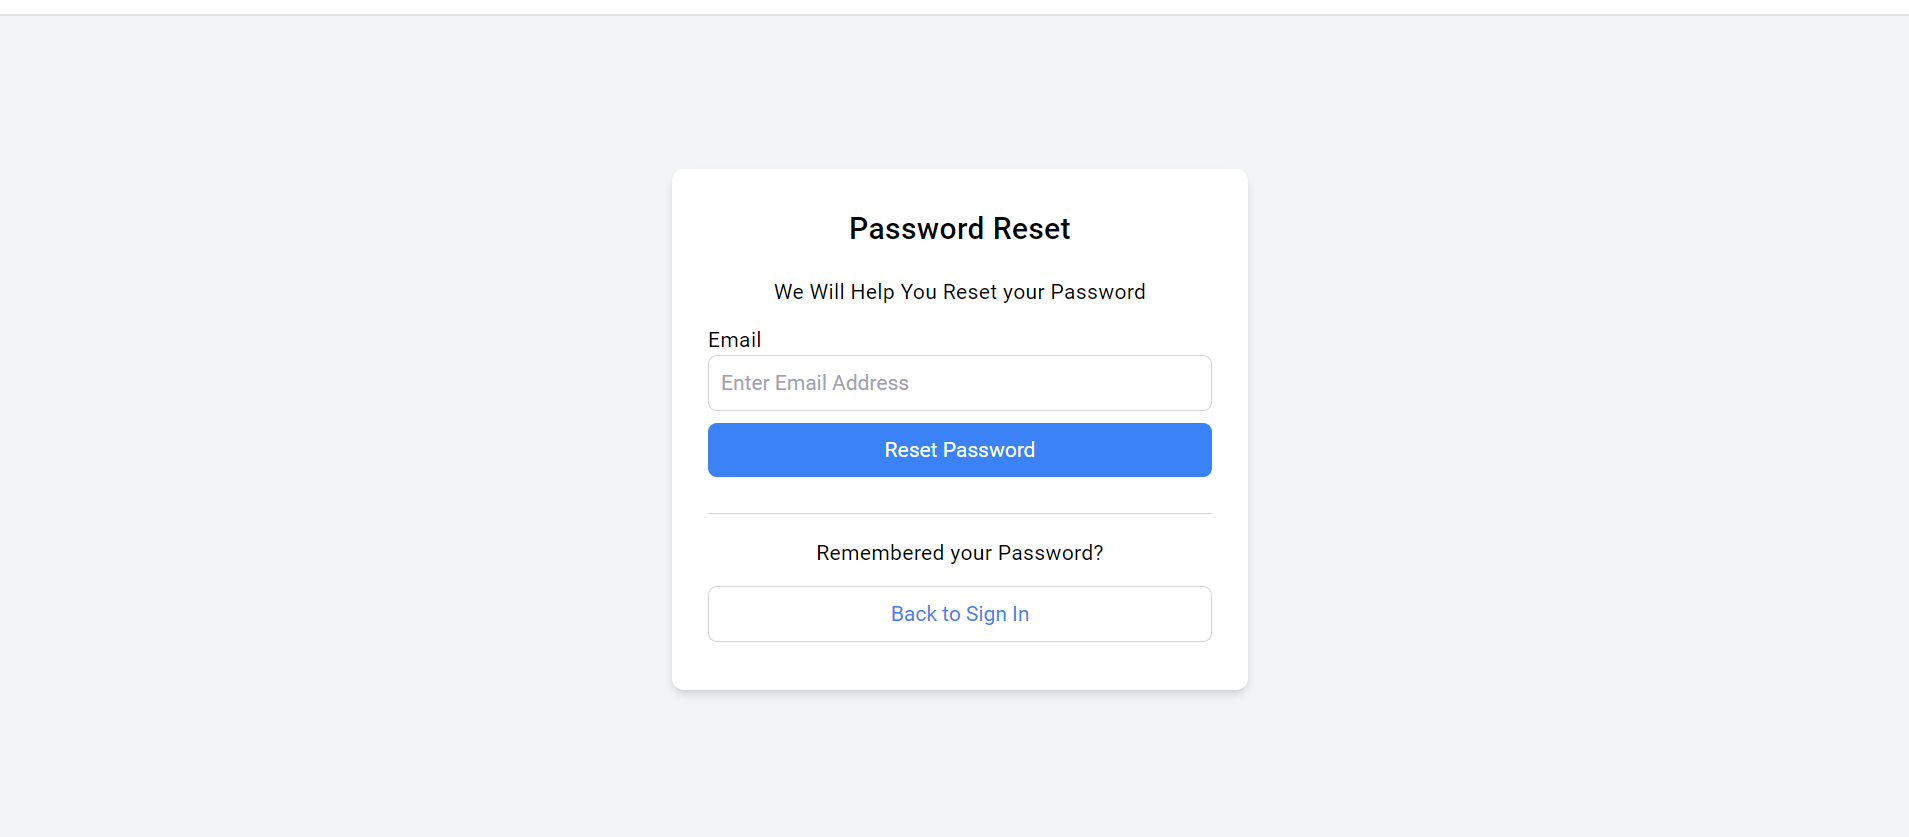 Password Reset
We Will Help You Reset your Password
Email
Enter Email Address
Reset Password
Remembered your Password?
Back to Sign In